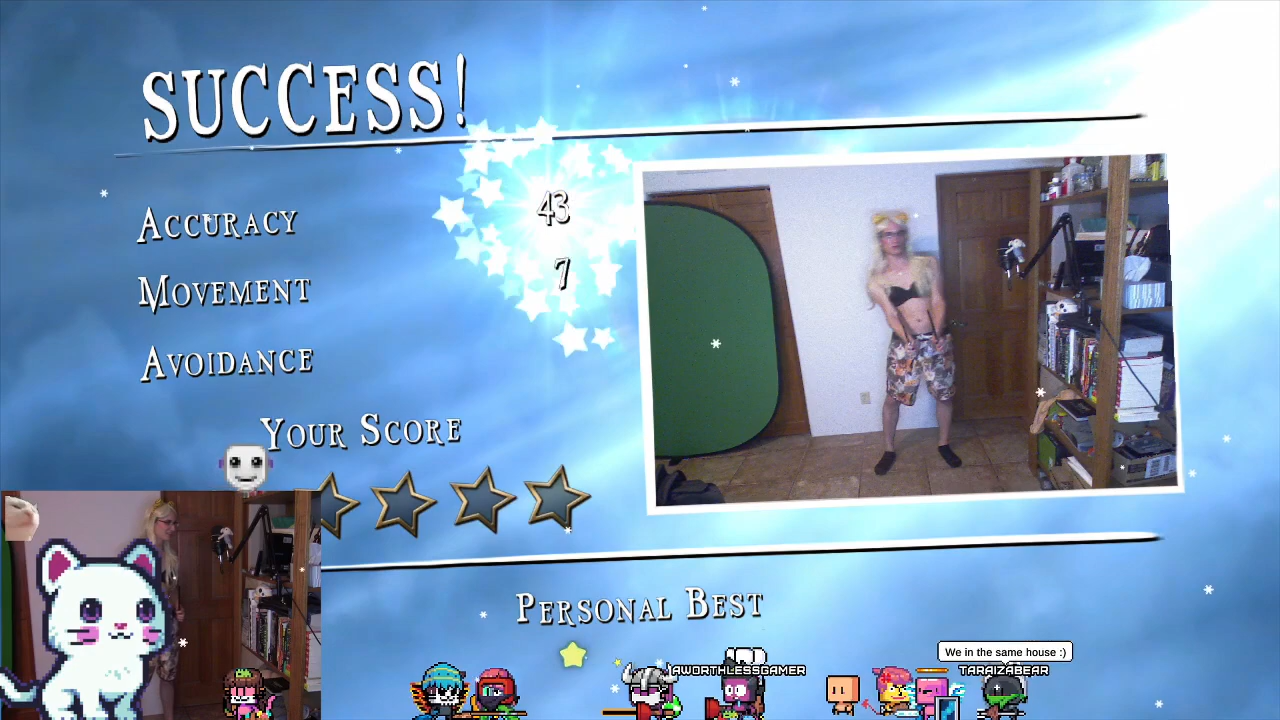 SUCCESS!
ACCURACY
43
MOVEMENT
7
AVOIDANCE
YOUR SCORE
PERSONAL BEST
We in the same house :)
AWORTHLESSGAMER
TARAIZABEAR